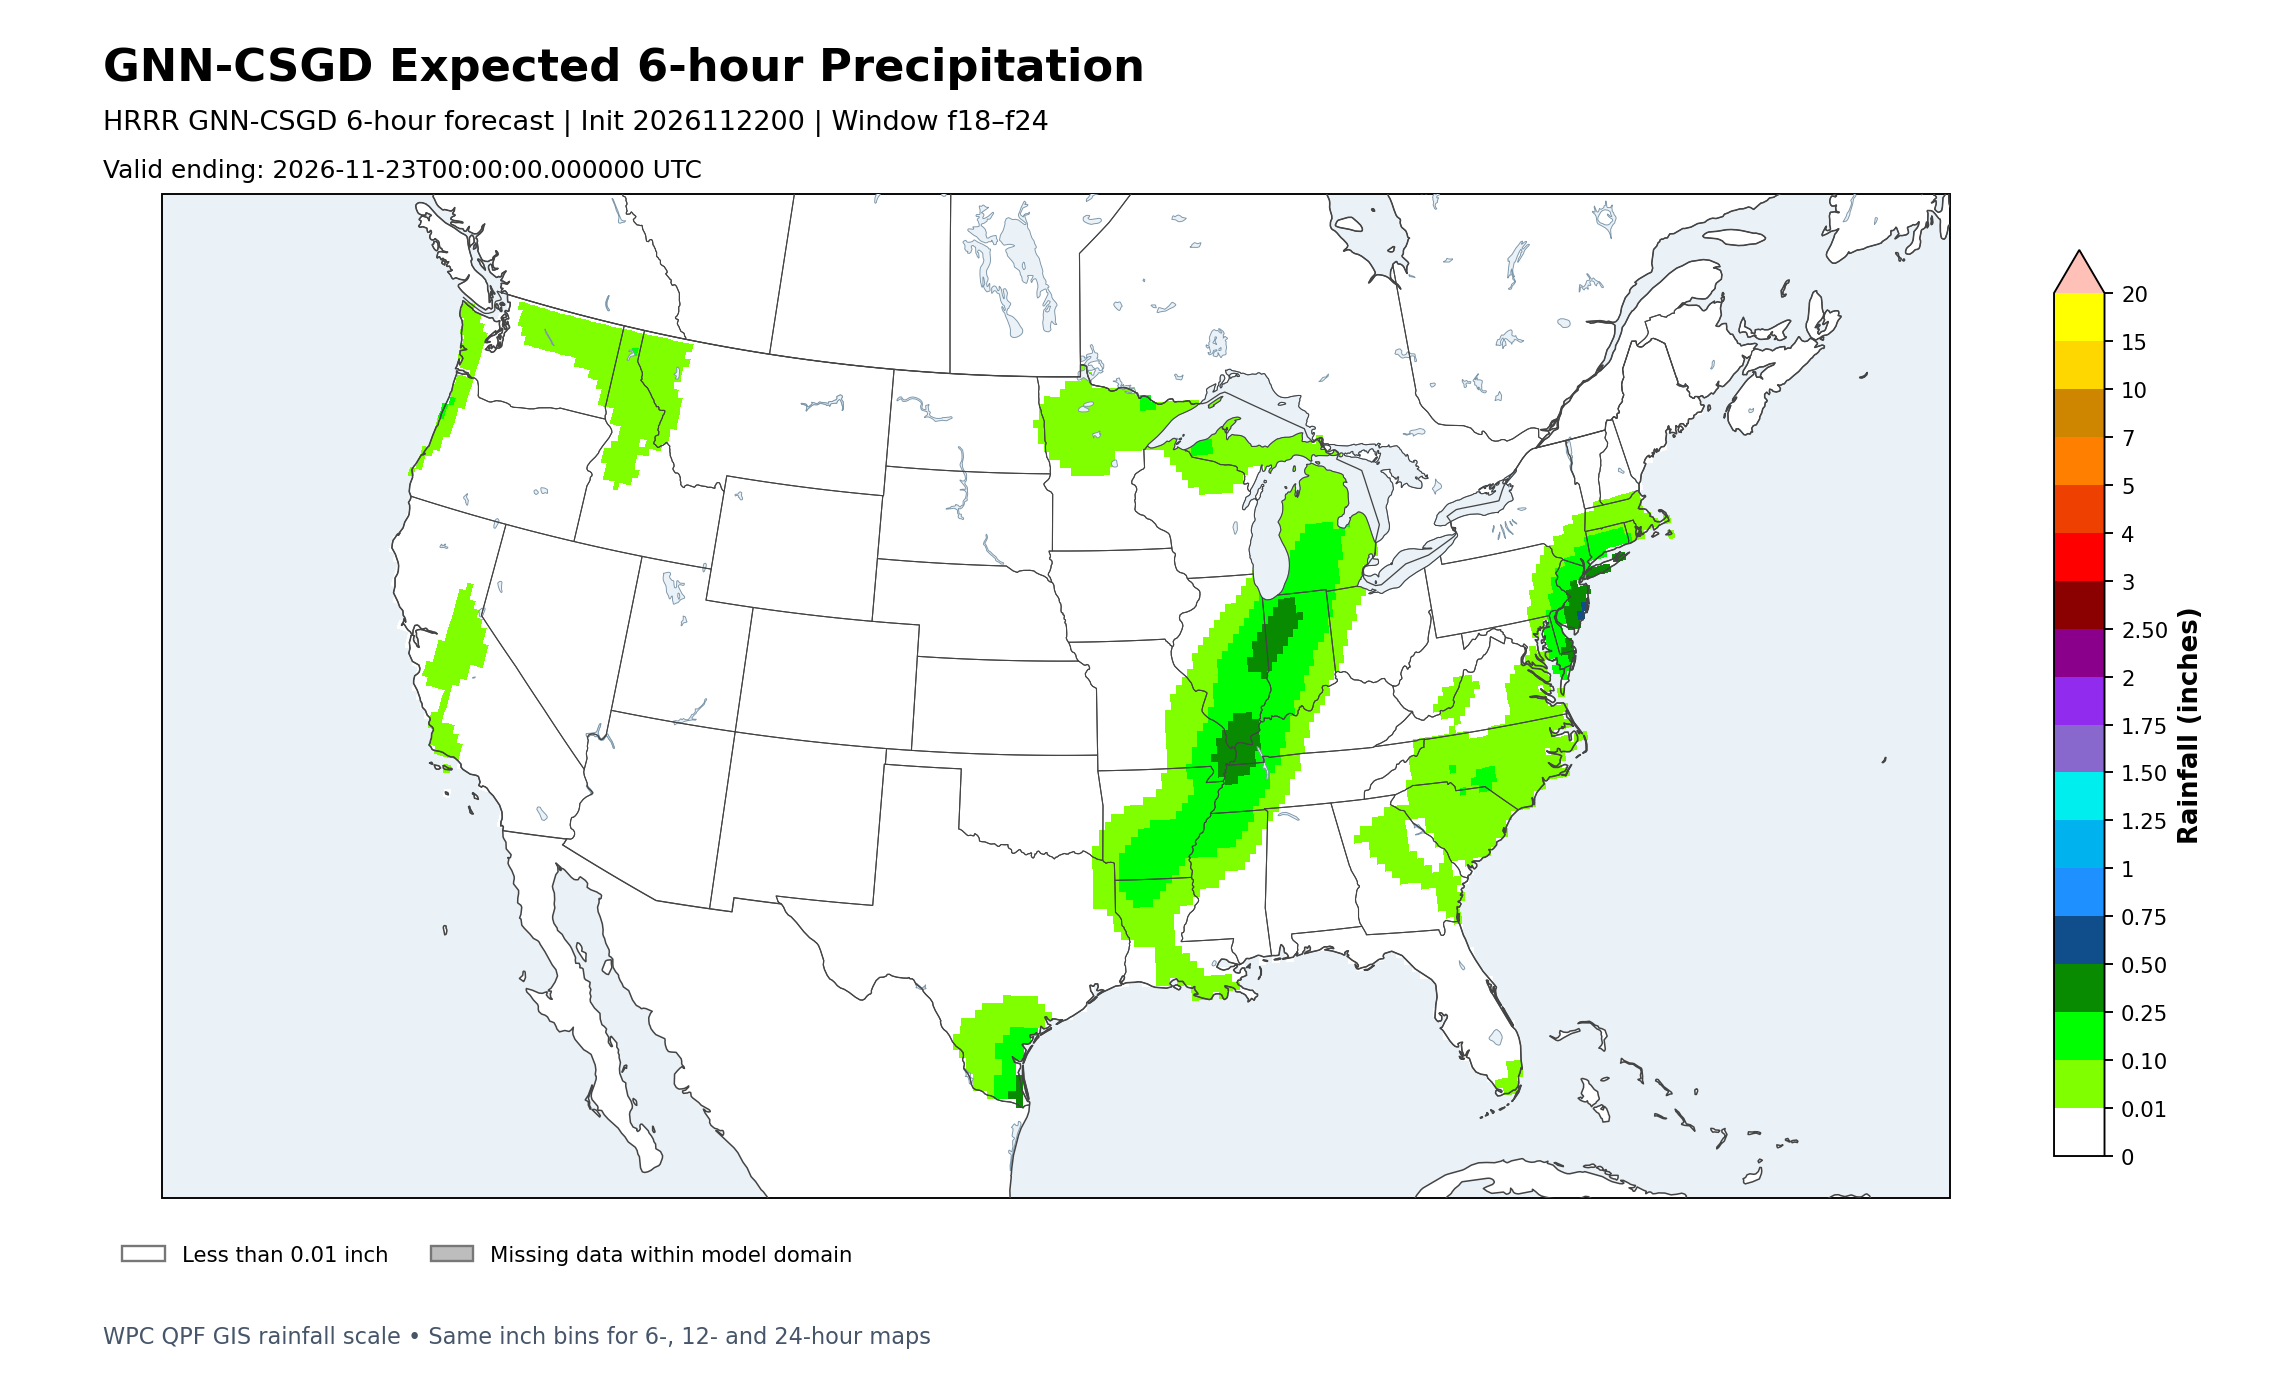 GNN-CSGD Expected 6-hour Precipitation
HRRR GNN-CSGD 6-hour forecast | Init 2026112200 | Window f18–f24
Valid ending: 2026-11-23T00:00:00.000000 UTC
20
15
10
7
5
4
3
2.50
2
1.75
1.50
1.25
1
0.75
0.50
0.25
0.10
0.01
0
Rainfall (inches)
Less than 0.01 inch
Missing data within model domain
WPC QPF GIS rainfall scale • Same inch bins for 6-, 12- and 24-hour maps